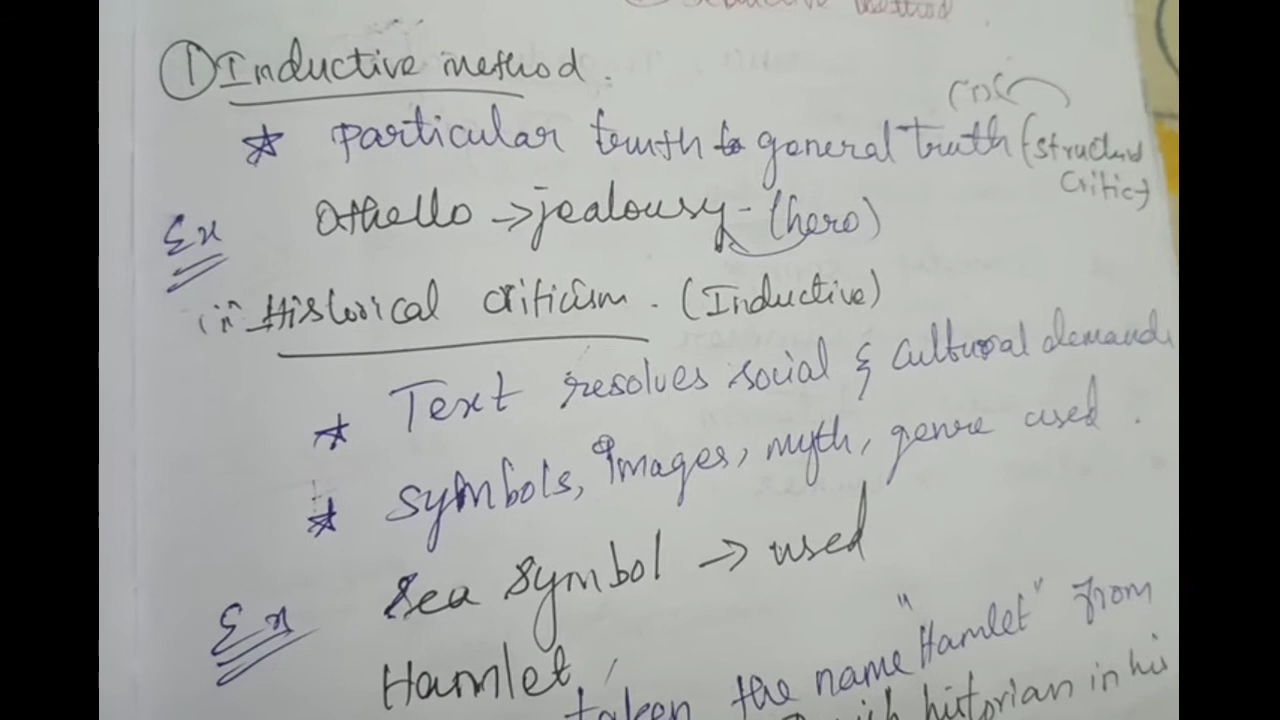 method
① Inductive method.
☆ Particular truth to general truth (structural
critic)
Ex Othello → jealousy - (hero)
Historical criticism. (Inductive)
☆ Text resolves social & cultural demands
☆ symbols, Images, myth, genre used.
Sea symbol → used
Ex
Hamlet
taken the name "Hamlet" from
historian in his